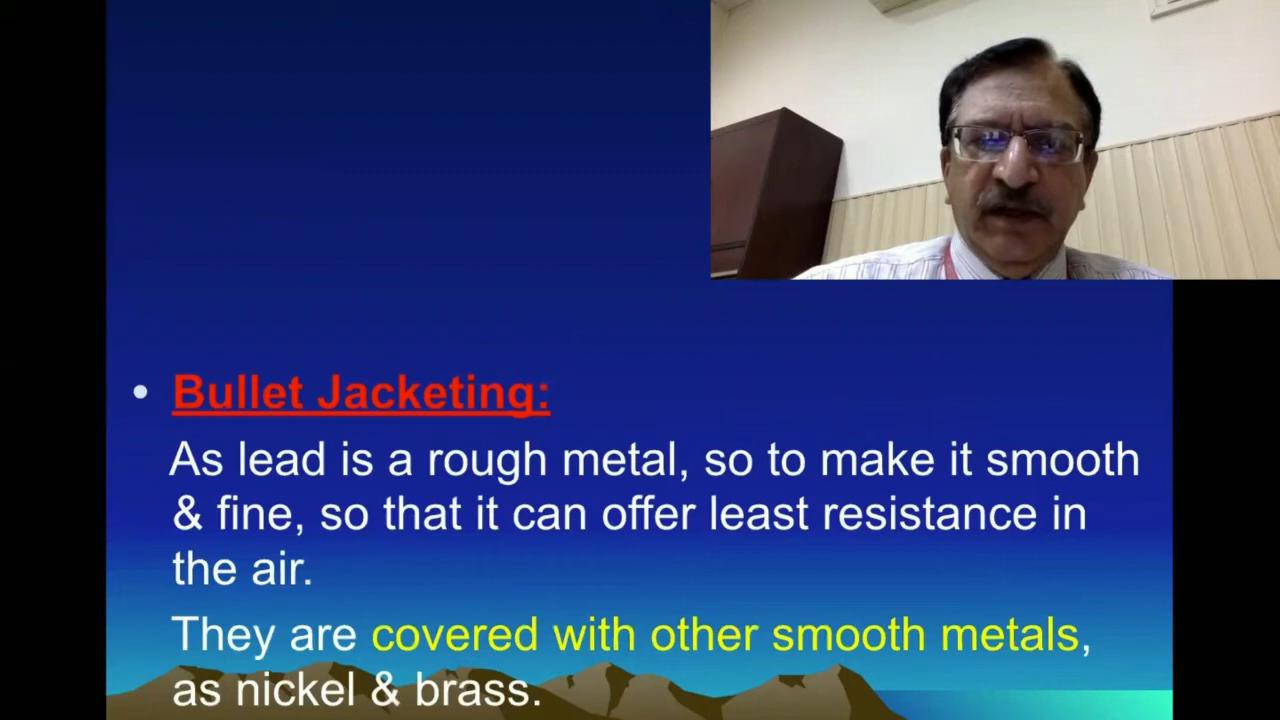 • Bullet Jacketing:
As lead is a rough metal, so to make it smooth
& fine, so that it can offer least resistance in
the air.
They are covered with other smooth metals,
as nickel & brass.